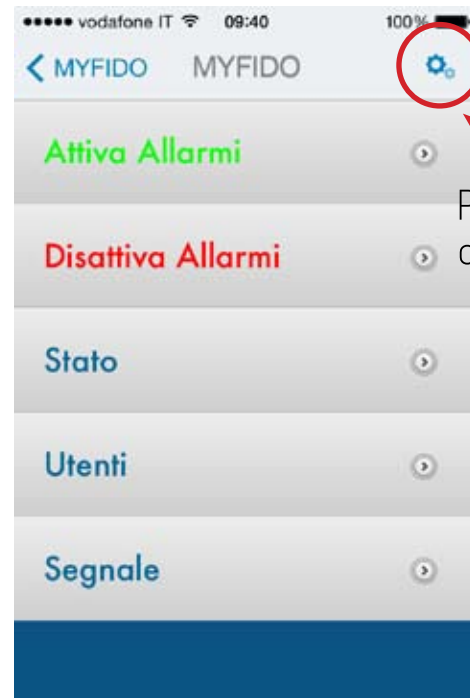 vodafone IT 09:40 100%
MYFIDO MYFIDO
Attiva Allarmi
Disattiva Allarmi
Stato
Utenti
Segnale